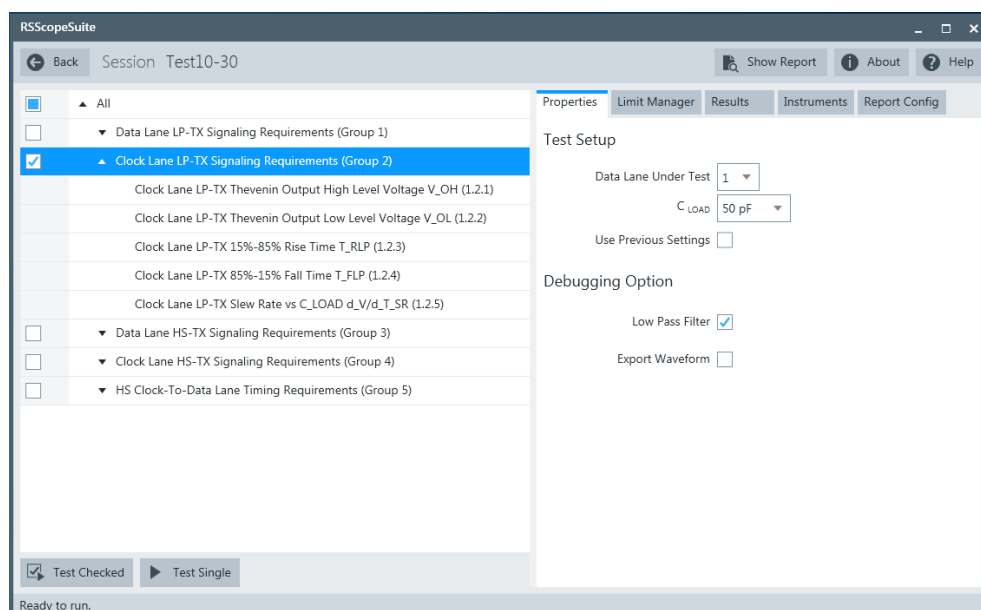 RSScopeSuite
Back Session Test10-30 Show Report About Help
All
Data Lane LP-TX Signaling Requirements (Group 1)
Clock Lane LP-TX Signaling Requirements (Group 2)
Clock Lane LP-TX Thevenin Output High Level Voltage V_OH (1.2.1)
Clock Lane LP-TX Thevenin Output Low Level Voltage V_OL (1.2.2)
Clock Lane LP-TX 15%-85% Rise Time T_RLP (1.2.3)
Clock Lane LP-TX 85%-15% Fall Time T_FLP (1.2.4)
Clock Lane LP-TX Slew Rate vs C_LOAD d_V/d_T_SR (1.2.5)
Data Lane HS-TX Signaling Requirements (Group 3)
Clock Lane HS-TX Signaling Requirements (Group 4)
HS Clock-To-Data Lane Timing Requirements (Group 5)
Properties Limit Manager Results Instruments Report Config
Test Setup
Data Lane Under Test 1
C LOAD 50 pF
Use Previous Settings
Debugging Option
Low Pass Filter
Export Waveform
Test Checked Test Single
Ready to run.